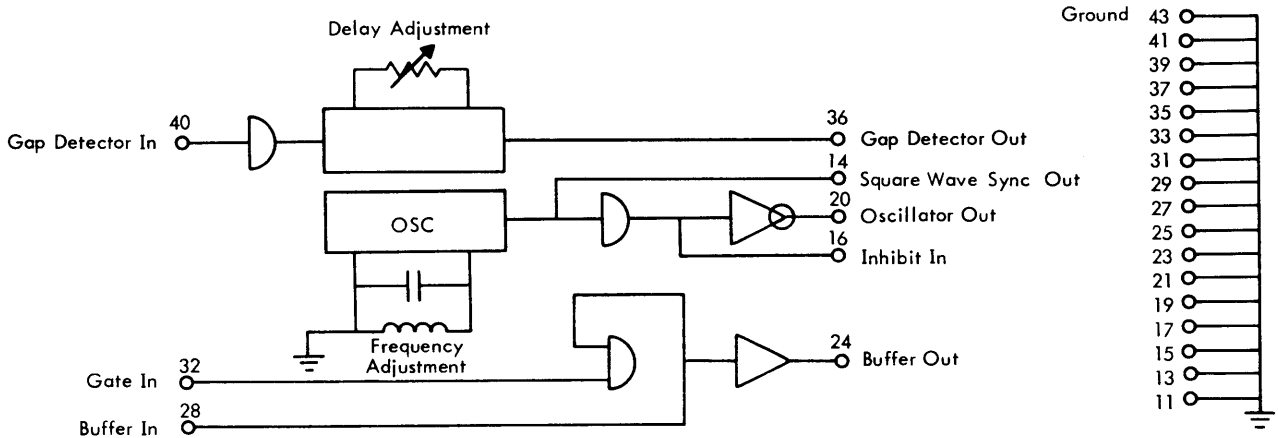 Delay Adjustment
40
Gap Detector In
36
Gap Detector Out
14
Square Wave Sync Out
OSC
20
Oscillator Out
16
Inhibit In
Frequency
Adjustment
24
Buffer Out
32
Gate In
28
Buffer In
Ground 43
41
39
37
35
33
31
29
27
25
23
21
19
17
15
13
11